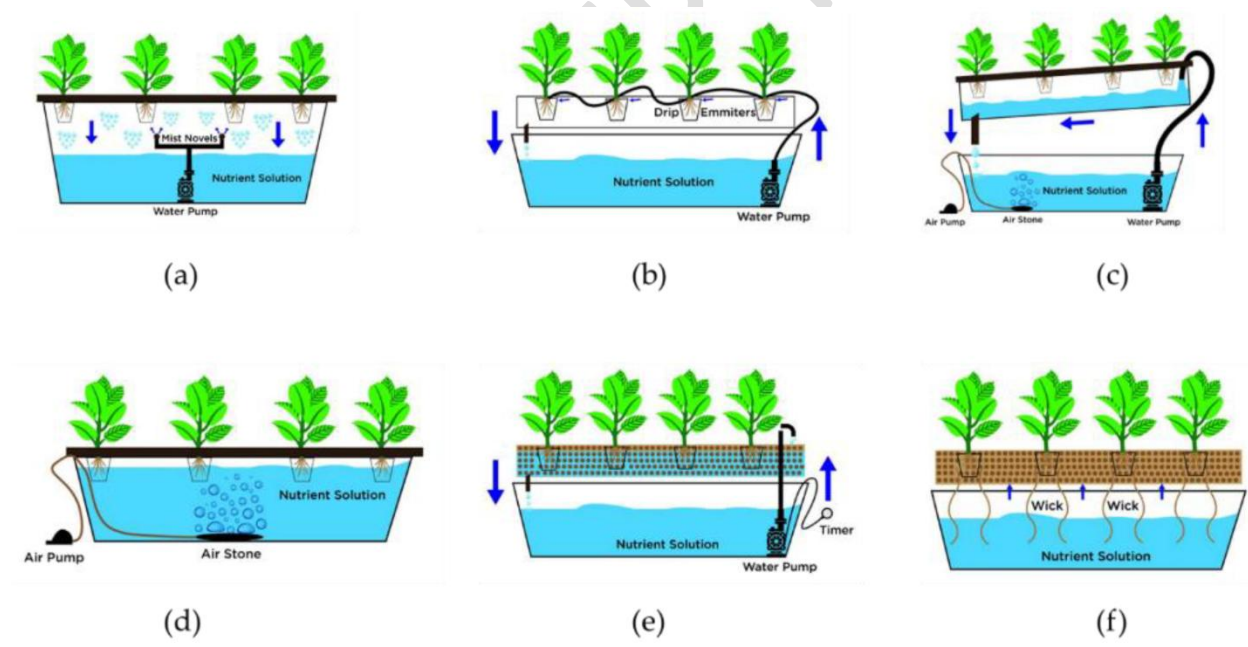 Mist Novels
Nutrient Solution
Water Pump
(a)
Drip Emmiters
Nutrient Solution
Water Pump
(b)
Nutrient Solution
Air Pump
Air Stone
Water Pump
(c)
Nutrient Solution
Air Pump
Air Stone
(d)
Timer
Nutrient Solution
Water Pump
(e)
Wick
Wick
Nutrient Solution
(f)